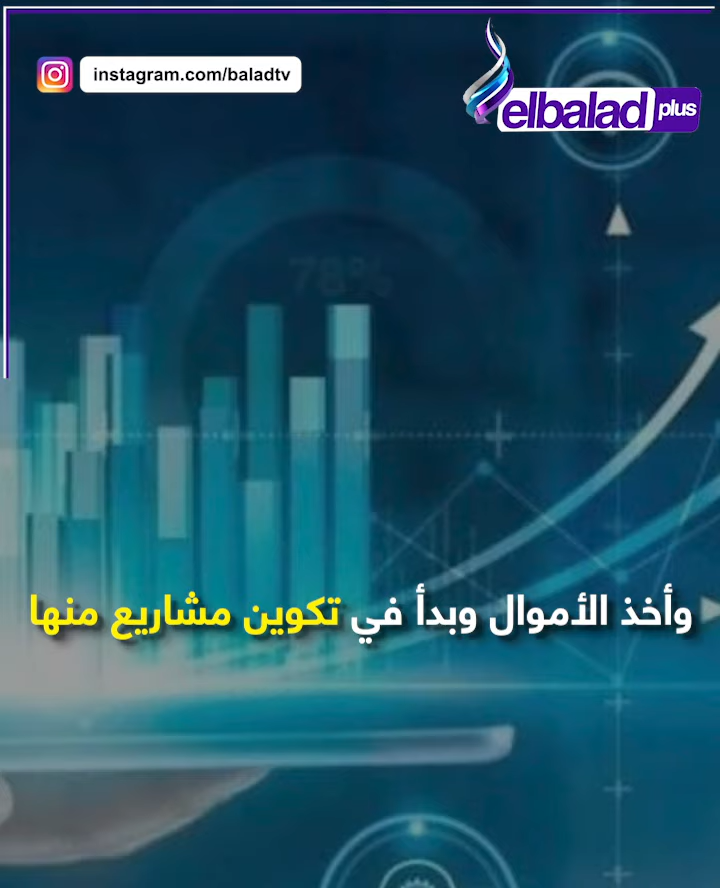 instagram.com/baladtv
elbalad plus
78%
وأخذ الأموال وبدأ في تكوين مشاريع منها